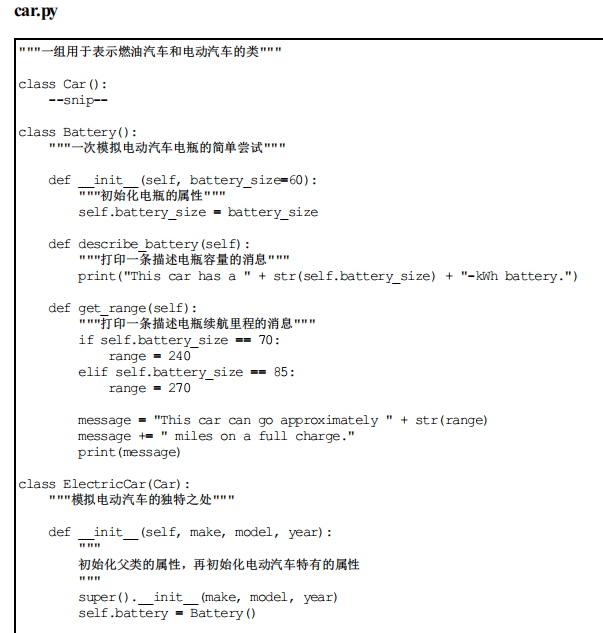 car.py
"""一组用于表示燃油汽车和电动汽车的类"""
class Car():
    --snip--
class Battery():
    """一次模拟电动汽车电瓶的简单尝试"""
    def __init__(self, battery_size=60):
        """初始化电瓶的属性"""
        self.battery_size = battery_size
    def describe_battery(self):
        """打印一条描述电瓶容量的消息"""
        print("This car has a " + str(self.battery_size) + "-kWh battery.")
    def get_range(self):
        """打印一条描述电瓶续航里程的消息"""
        if self.battery_size == 70:
            range = 240
        elif self.battery_size == 85:
            range = 270
        message = "This car can go approximately " + str(range)
        message += " miles on a full charge."
        print(message)
class ElectricCar(Car):
    """模拟电动汽车的独特之处"""
    def __init__(self, make, model, year):
        """
        初始化父类的属性，再初始化电动汽车特有的属性
        """
        super().__init__(make, model, year)
        self.battery = Battery()